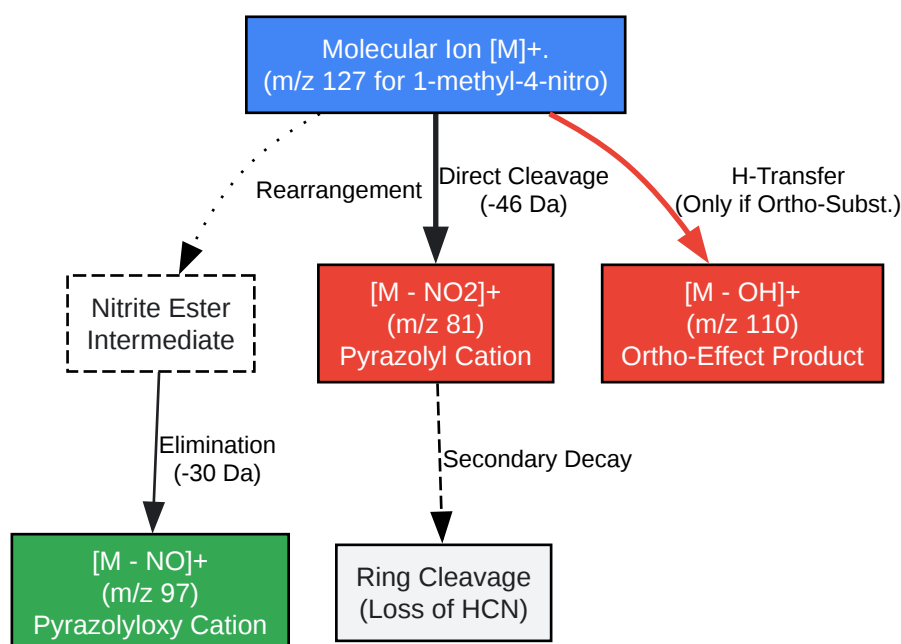 Molecular Ion [M]+.
(m/z 127 for 1-methyl-4-nitro)
Rearrangement
Direct Cleavage
(-46 Da)
H-Transfer
(Only if Ortho-Subst.)
Nitrite Ester
Intermediate
[M - NO2]+
(m/z 81)
Pyrazolyl Cation
[M - OH]+
(m/z 110)
Ortho-Effect Product
Elimination
(-30 Da)
Secondary Decay
[M - NO]+
(m/z 97)
Pyrazolyloxy Cation
Ring Cleavage
(Loss of HCN)